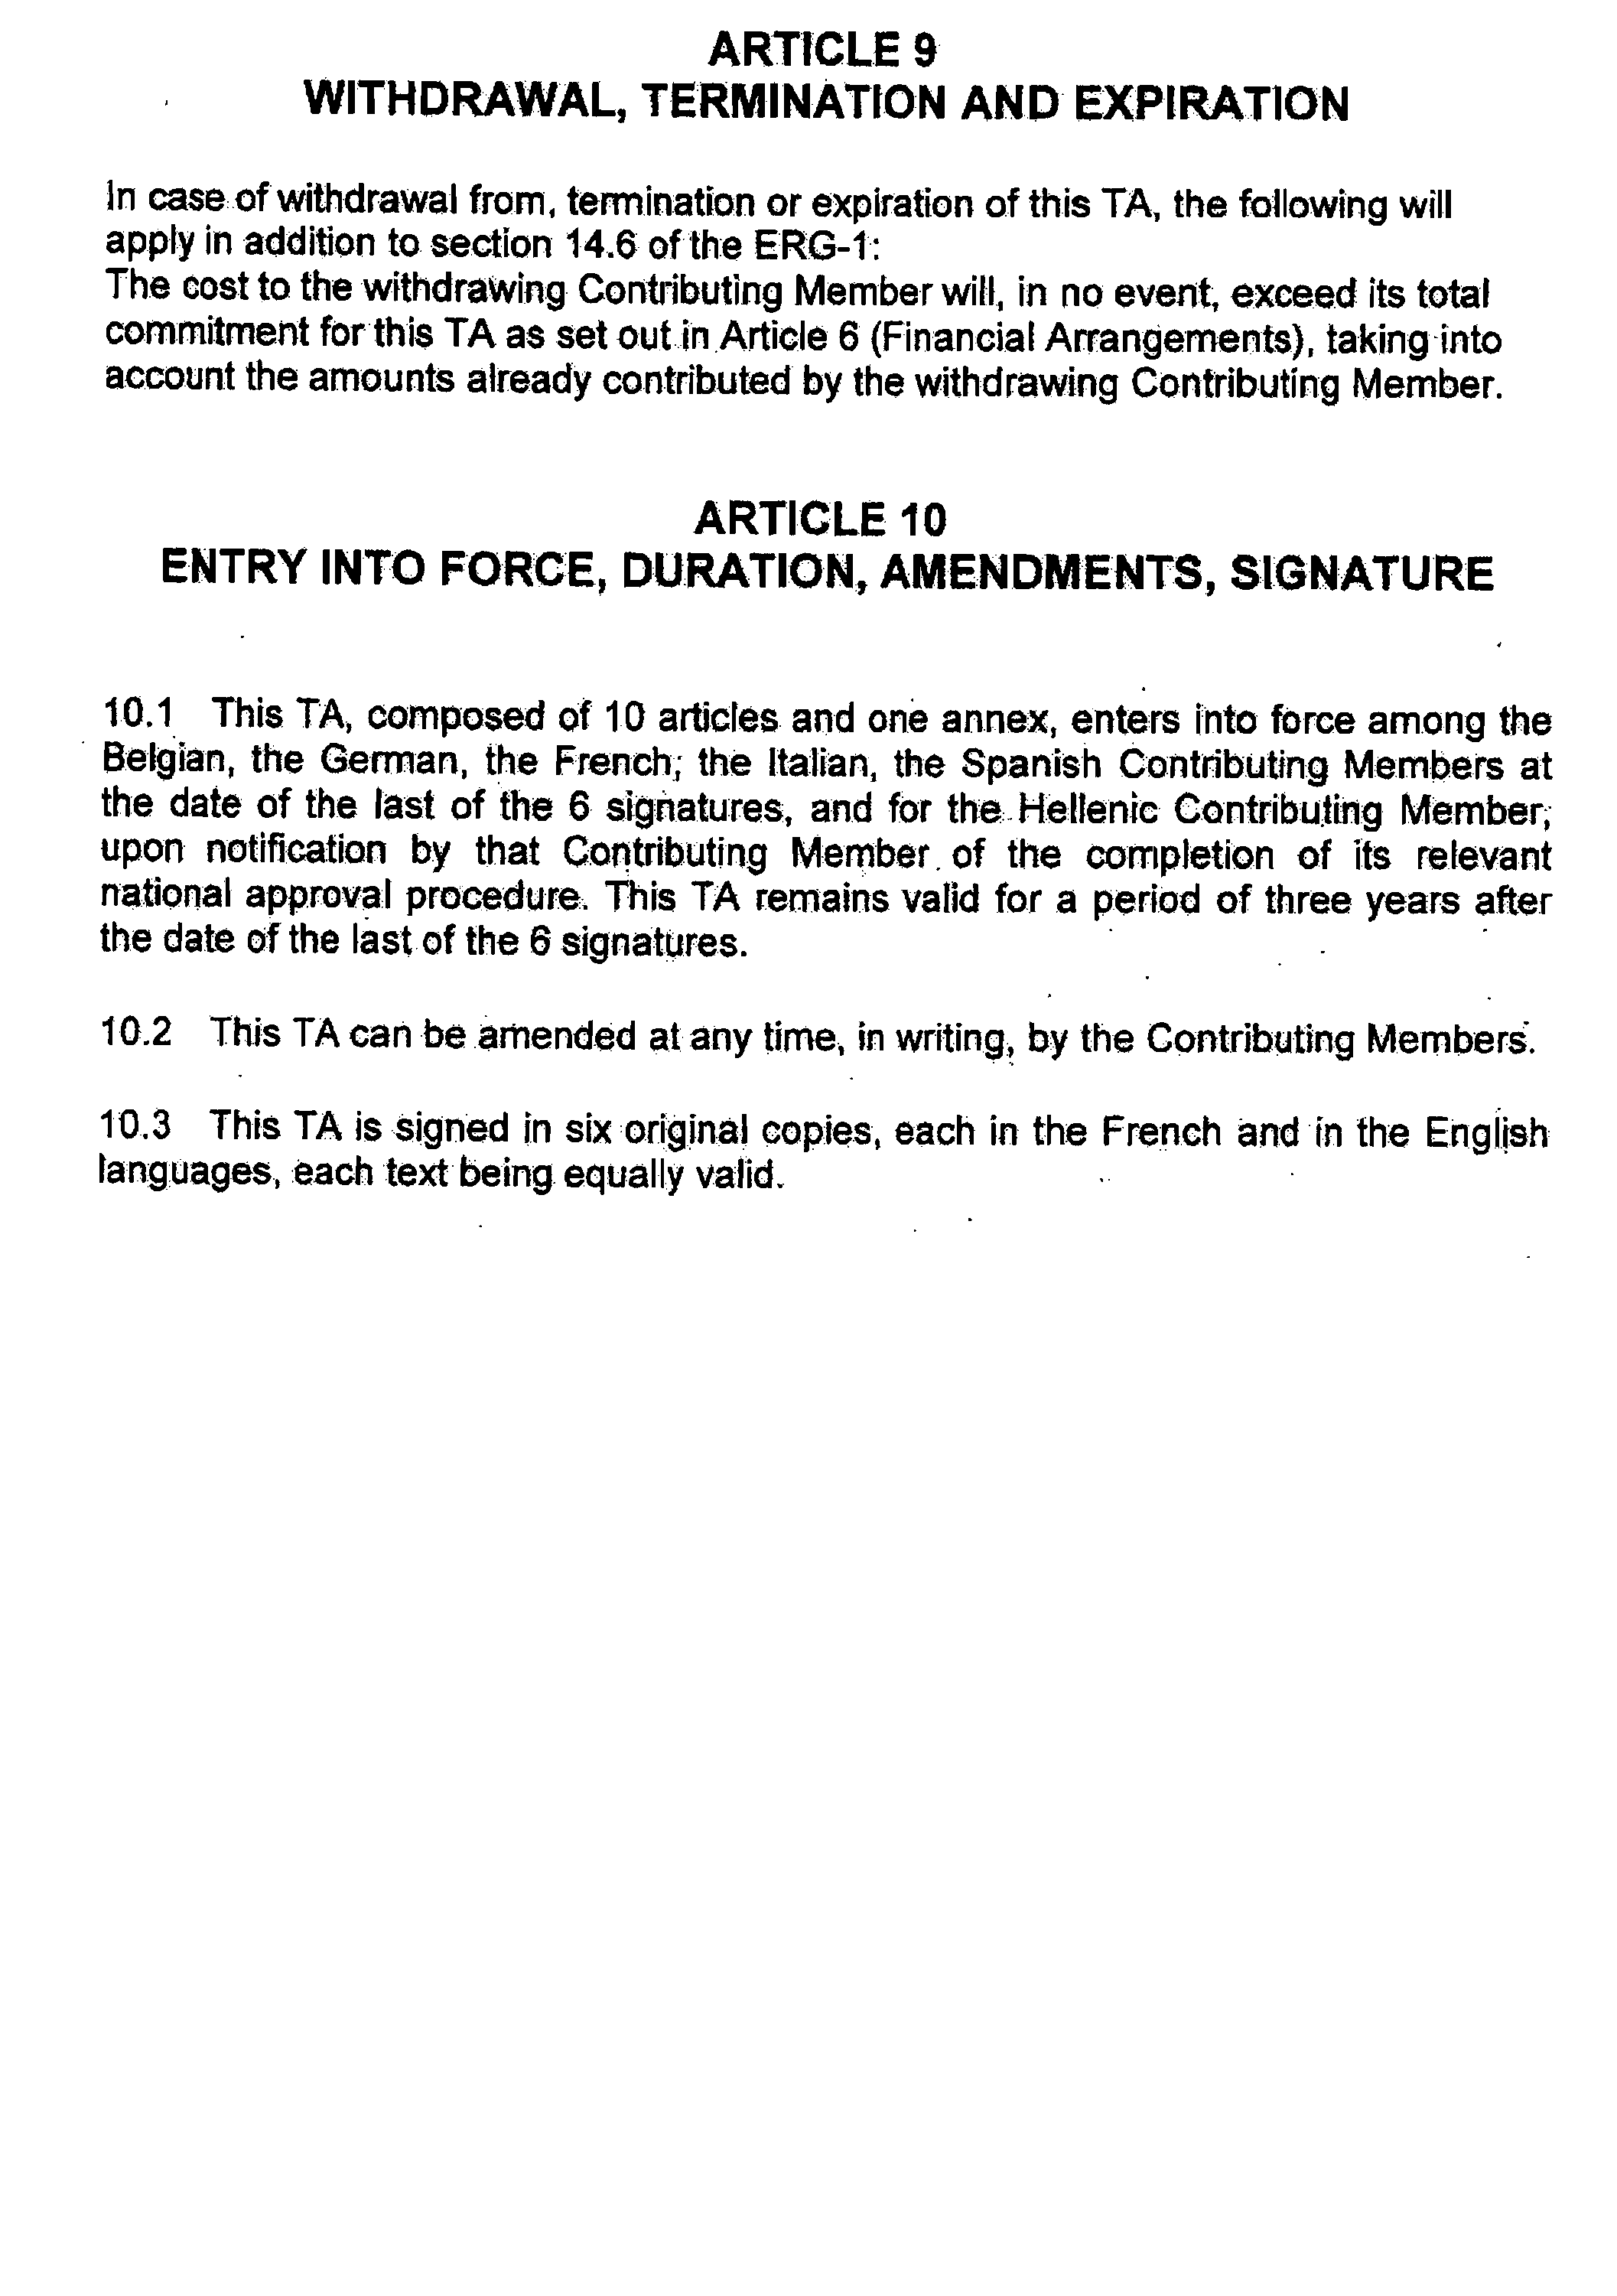 ARTICLE 9
WITHDRAWAL, TERMINATION AND EXPIRATION
In case of withdrawal from, termination or expiration of this TA, the following will
apply in addition to section 14.6 of the ERG-1:
The cost to the withdrawing Contributing Member will, in no event, exceed its total
commitment for this TA as set out in Article 6 (Financial Arrangements), taking into
account the amounts already contributed by the withdrawing Contributing Member.
ARTICLE 10
ENTRY INTO FORCE, DURATION, AMENDMENTS, SIGNATURE
10.1 This TA, composed of 10 articles and one annex, enters into force among the
Belgian, the German, the French, the Italian, the Spanish Contributing Members at
the date of the last of the 6 signatures, and for the Hellenic Contributing Member,
upon notification by that Contributing Member of the completion of its relevant
national approval procedure. This TA remains valid for a period of three years after
the date of the last of the 6 signatures.
10.2 This TA can be amended at any time, in writing, by the Contributing Members.
10.3 This TA is signed in six original copies, each in the French and in the English
languages, each text being equally valid.